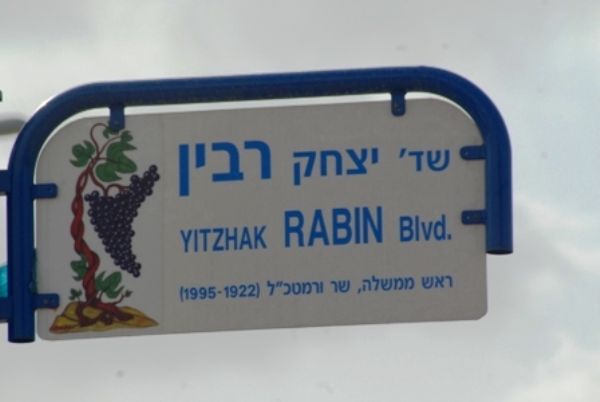 שד' יצחק רבין
YITZHAK RABIN Blvd.
ראש ממשלה, שר ורמטכ"ל (1995-1922)